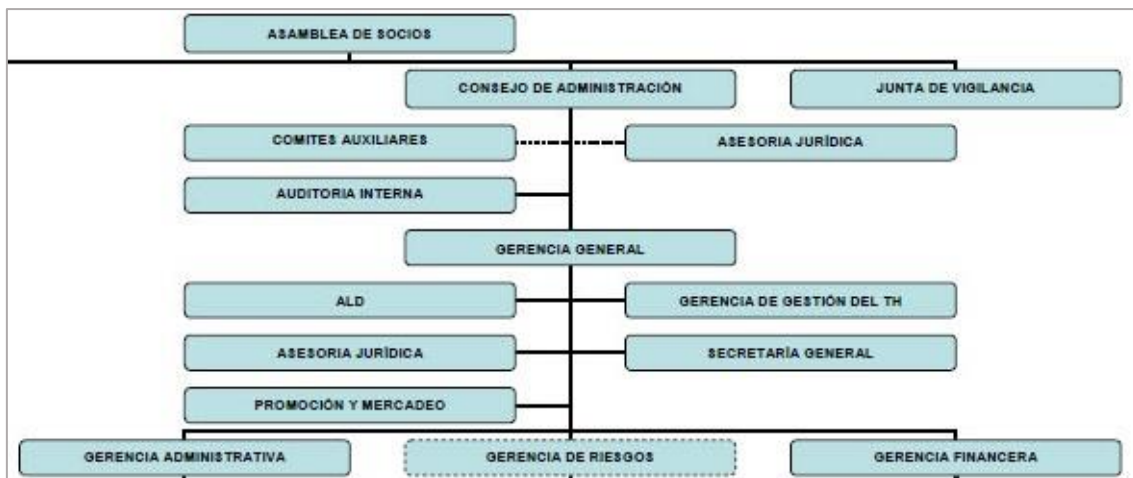 ASAMBLEA DE SOCIOS
CONSEJO DE ADMINISTRACIÓN
JUNTA DE VIGILANCIA
COMITES AUXILIARES
ASESORIA JURÍDICA
AUDITORIA INTERNA
GERENCIA GENERAL
ALD
GERENCIA DE GESTIÓN DEL TH
ASESORIA JURÍDICA
SECRETARÍA GENERAL
PROMOCIÓN Y MERCADEO
GERENCIA ADMINISTRATIVA
GERENCIA DE RIESGOS
GERENCIA FINANCERA